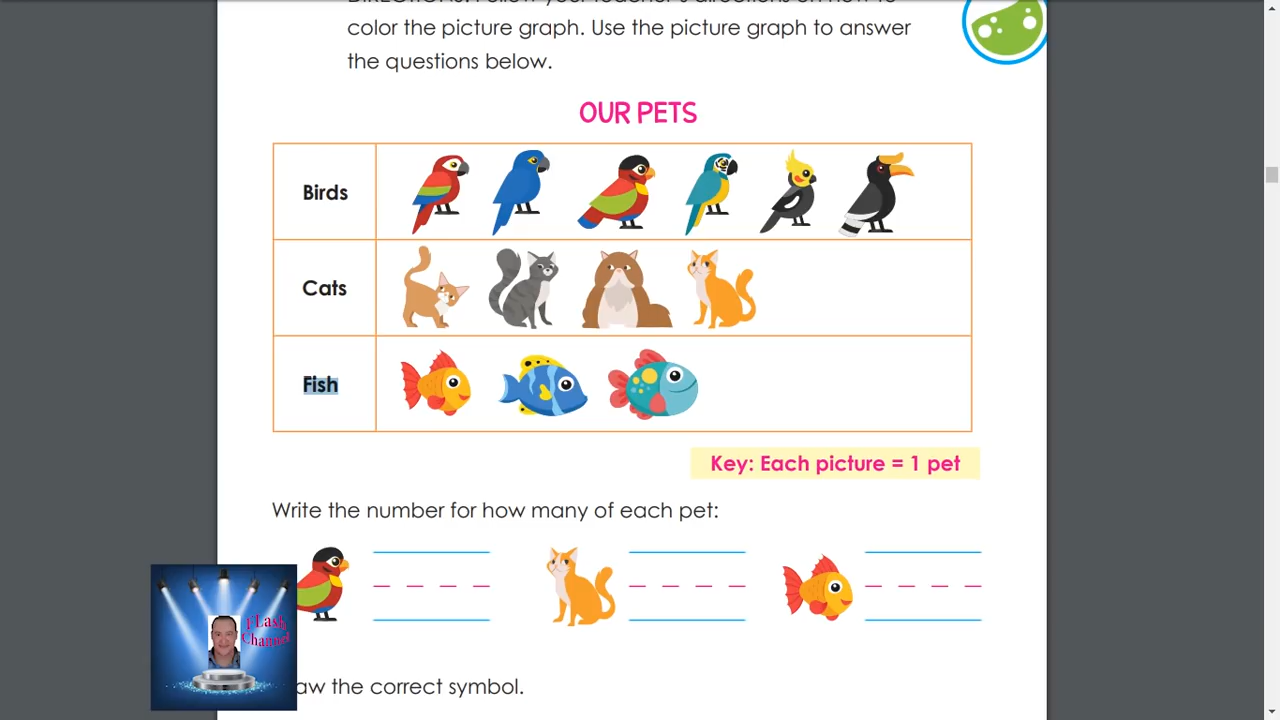 color the picture graph. Use the picture graph to answer
the questions below.
OUR PETS
Birds
Cats
Fish
Key: Each picture = 1 pet
Write the number for how many of each pet:
FLash
Channel
aw the correct symbol.